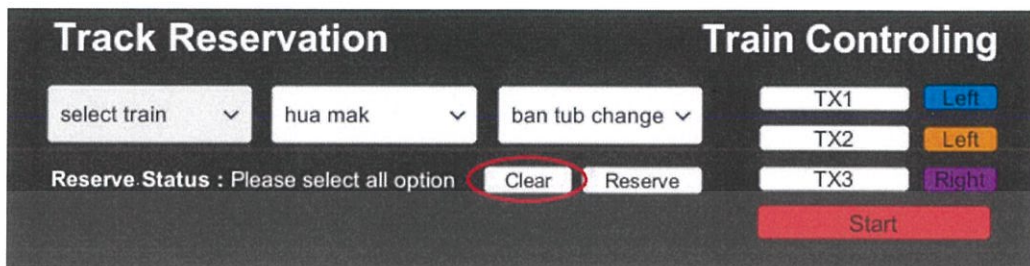 Track Reservation
Train Controling
select train
hua mak
ban tub change
Reserve Status : Please select all option
Clear
Reserve
TX1
Left
TX2
Left
TX3
Right
Start